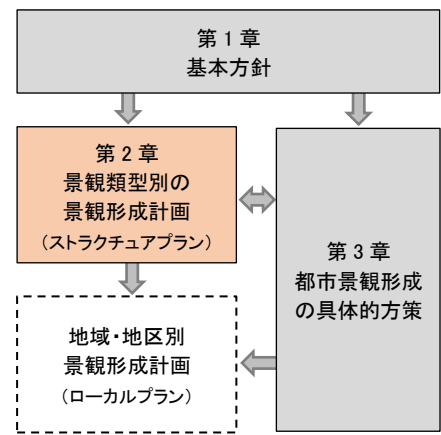 第１章
基本方針
第２章
景観類型別の
景観形成計画
（ストラクチュアプラン）
第３章
都市景観形成
の具体的方策
地域・地区別
景観形成計画
（ローカルプラン）